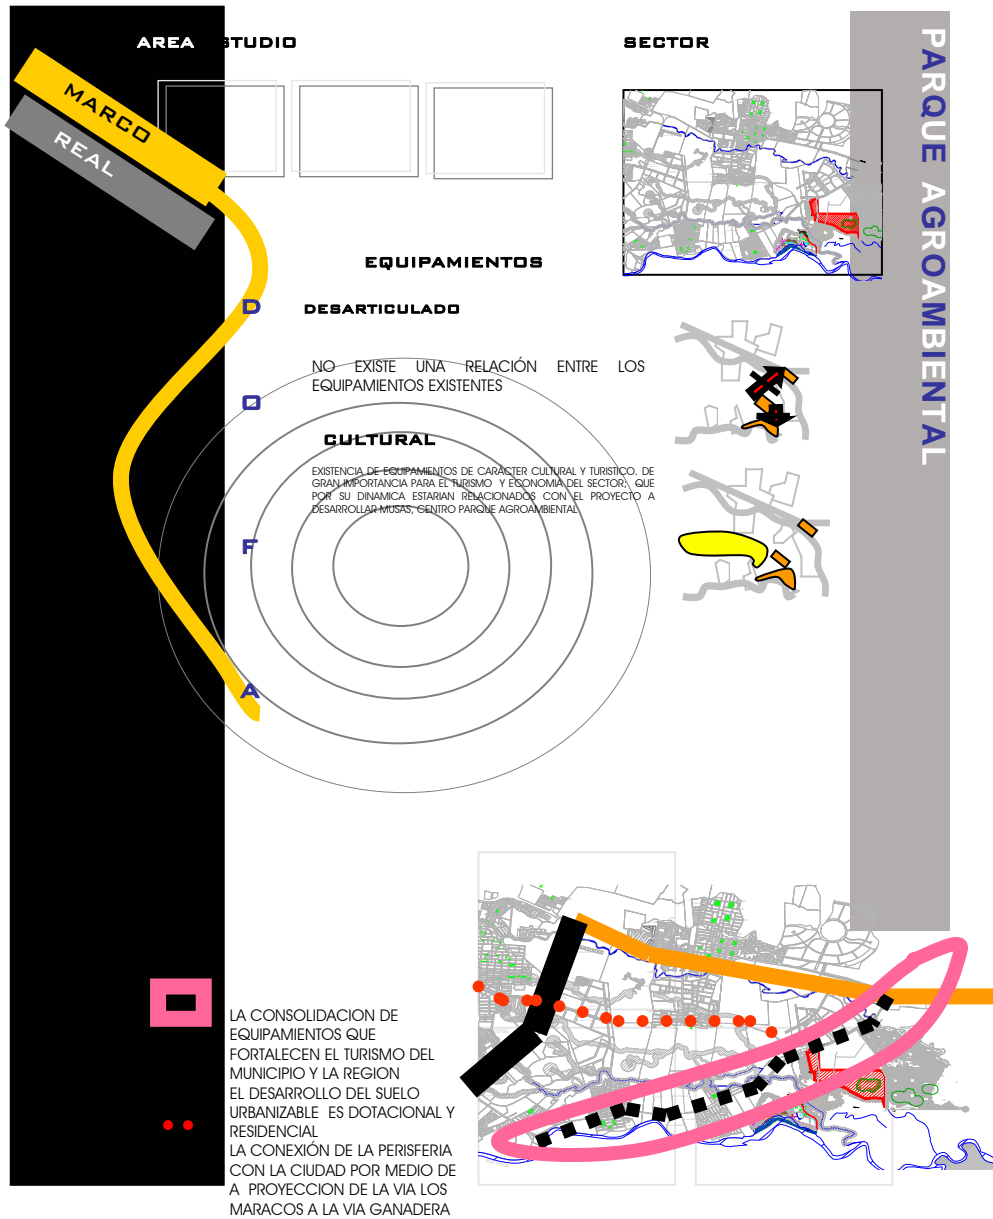 AREA ESTUDIO
SECTOR
MARCO
REAL
PARQUE AGROAMBIENTAL
EQUIPAMIENTOS
D
O
F
A
DESARTICULADO
NO EXISTE UNA RELACIÓN ENTRE LOS
EQUIPAMIENTOS EXISTENTES
CULTURAL
EXISTENCIA DE EQUIPAMIENTOS DE CARÁCTER CULTURAL Y TURISTICO. DE
GRAN IMPORTANCIA PARA EL TURISMO Y ECONOMIA DEL SECTOR; QUE
POR SU DINAMICA ESTARIAN RELACIONADOS CON EL PROYECTO A
DESARROLLAR MUSAS, CENTRO PARQUE AGROAMBIENTAL
LA CONSOLIDACION DE
EQUIPAMIENTOS QUE
FORTALECEN EL TURISMO DEL
MUNICIPIO Y LA REGION
EL DESARROLLO DEL SUELO
URBANIZABLE ES DOTACIONAL Y
RESIDENCIAL
LA CONEXIÓN DE LA PERISFERIA
CON LA CIUDAD POR MEDIO DE
A PROYECCION DE LA VIA LOS
MARACOS A LA VIA GANADERA